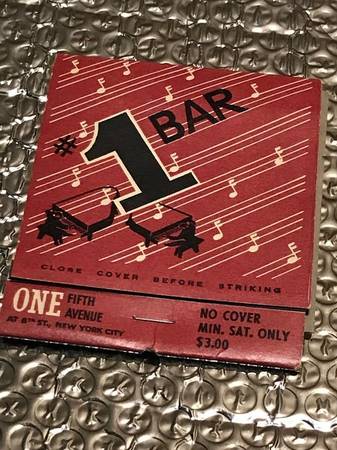 #1 BAR
CLOSE COVER BEFORE STRIKING
ONE FIFTH AVENUE
AT 8TH ST., NEW YORK CITY
NO COVER
MIN. SAT. ONLY
$3.00